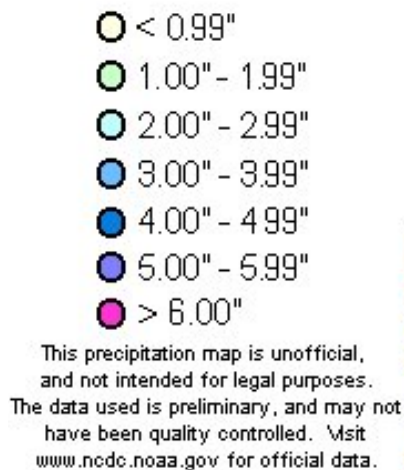 < 0.99"
1.00" - 1.99"
2.00" - 2.99"
3.00" - 3.99"
4.00" - 4.99"
5.00" - 5.99"
> 6.00"
This precipitation map is unofficial,
and not intended for legal purposes.
The data used is preliminary, and may not
have been quality controlled. Visit
www.ncdc.noaa.gov for official data.